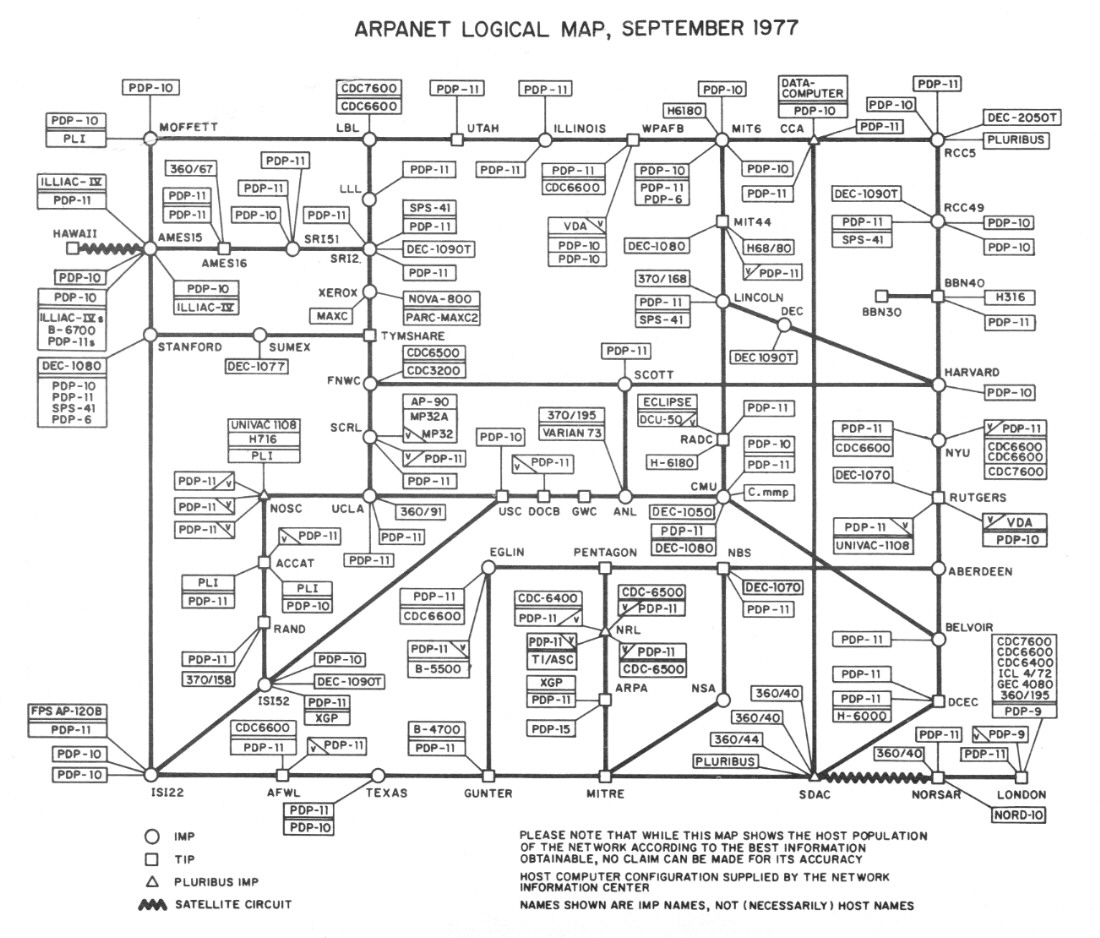 ARPANET LOGICAL MAP, SEPTEMBER 1977
PDP-10
CDC7600
CDC6600
PDP-11
PDP-11
PDP-10
DATA-
COMPUTER
PDP-10
PDP-11
PDP-10
PLI
H6180
PDP-10
DEC-2050T
PLURIBUS
MOFFETT
LBL
UTAH
ILLINOIS
WPAFB
MIT6
CCA
PDP-11
RCC5
360/67
PDP-11
PDP-11
PDP-11
PDP-11
CDC6600
PDP-10
PDP-11
PDP-6
PDP-10
PDP-11
ILLIAC-IV
PDP-11
PDP-11
PDP-11
LLL
DEC-1090T
PDP-10
PDP-11
SPS-41
PDP-11
VDA V
PDP-10
PDP-10
MIT44
PDP-11
SPS-41
RCC49
PDP-10
PDP-10
HAWAII
AMES15
AMES16
SRI51
SRI2
DEC-1090T
PDP-11
DEC-1080
H68/80
V PDP-11
PDP-10
PDP-10
ILLIAC-IVs
B-6700
PDP-11s
PDP-10
ILLIAC-IV
XEROX
MAXC
NOVA-800
PARC-MAXC2
370/168
PDP-11
SPS-41
LINCOLN
DEC
DEC 1090T
BBN30
BBN40
H316
PDP-11
STANFORD
SUMEX
DEC-1077
TYMSHARE
DEC-1080
PDP-10
PDP-11
SPS-41
PDP-6
CDC6500
CDC3200
FNWC
PDP-11
SCOTT
HARVARD
PDP-10
AP-90
MP32A
V MP32
V PDP-11
PDP-11
SCRL
370/195
VARIAN 73
ECLIPSE
DCU-50 V
RADC
PDP-11
H-6180
PDP-10
PDP-11
PDP-11
CDC6600
NYU
V PDP-11
CDC6600
CDC6600
CDC7600
UNIVAC 1108
H716
PLI
PDP-10
V PDP-11
DEC-1070
RUTGERS
PDP-11 V
PDP-11 V
PDP-11 V
NOSC
UCLA
360/91
PDP-11
PDP-11
USC
DOCB
GWC
ANL
CMU
C.mmp
DEC-1050
PDP-11
DEC-1080
PDP-11 V
UNIVAC-1108
V VDA
PDP-10
V PDP-11
ACCAT
PLI
PDP-11
PLI
PDP-10
EGLIN
PENTAGON
NBS
DEC-1070
PDP-11
ABERDEEN
PDP-11
CDC6600
PDP-11 V
B-5500
CDC-6400
PDP-11 V
CDC-6500
V PDP-11
NRL
PDP-11 V
TI/ASC
V PDP-11
CDC-6500
RAND
PDP-11
370/158
PDP-10
DEC-1090T
PDP-11
XGP
ISI52
XGP
PDP-11
PDP-15
ARPA
NSA
PDP-11
BELVOIR
PDP-11
PDP-11
H-6000
DCEC
CDC7600
CDC6600
CDC6400
ICL 4/72
GEC 4080
360/195
PDP-9
FPS AP-120B
PDP-11
PDP-10
PDP-10
CDC6600
PDP-11
V PDP-11
B-4700
PDP-11
360/40
360/40
360/44
PLURIBUS
PDP-11
360/40
V PDP-9
PDP-11
ISI22
AFWL
TEXAS
GUNTER
MITRE
SDAC
NORSAR
LONDON
PDP-11
PDP-10
NORD-10
IMP
TIP
PLURIBUS IMP
SATELLITE CIRCUIT
PLEASE NOTE THAT WHILE THIS MAP SHOWS THE HOST POPULATION
OF THE NETWORK ACCORDING TO THE BEST INFORMATION
OBTAINABLE, NO CLAIM CAN BE MADE FOR ITS ACCURACY
HOST COMPUTER CONFIGURATION SUPPLIED BY THE NETWORK
INFORMATION CENTER
NAMES SHOWN ARE IMP NAMES, NOT (NECESSARILY) HOST NAMES